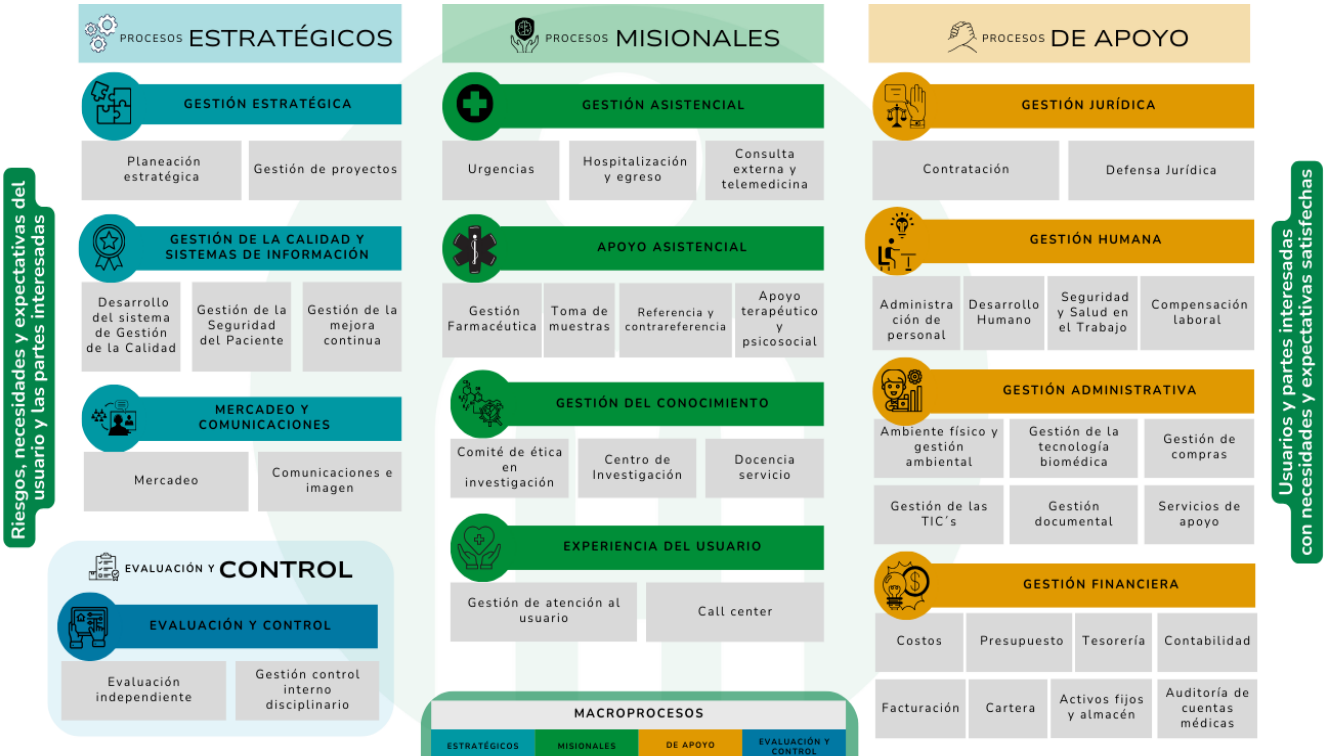 Riesgos, necesidades y expectativas del
usuario y las partes interesadas
PROCESOS ESTRATÉGICOS
GESTIÓN ESTRATÉGICA
Planeación
estratégica
Gestión de proyectos
GESTIÓN DE LA CALIDAD Y
SISTEMAS DE INFORMACIÓN
Desarrollo
del sistema
de Gestión
de la Calidad
Gestión de la
Seguridad
del Paciente
Gestión de la
mejora
continua
MERCADEO Y
COMUNICACIONES
Mercadeo
Comunicaciones e
imagen
EVALUACIÓN Y CONTROL
EVALUACIÓN Y CONTROL
Evaluación
independiente
Gestión control
interno
disciplinario
PROCESOS MISIONALES
GESTIÓN ASISTENCIAL
Urgencias
Hospitalización
y egreso
Consulta
externa y
telemedicina
APOYO ASISTENCIAL
Gestión
Farmacéutica
Toma de
muestras
Referencia y
contrareferencia
Apoyo
terapéutico
y
psicosocial
GESTIÓN DEL CONOCIMIENTO
Comité de ética
en
investigación
Centro de
Investigación
Docencia
servicio
EXPERIENCIA DEL USUARIO
Gestión de atención al
usuario
Call center
MACROPROCESOS
ESTRATÉGICOS
MISIONALES
DE APOYO
EVALUACIÓN Y
CONTROL
PROCESOS DE APOYO
GESTIÓN JURÍDICA
Contratación
Defensa Jurídica
GESTIÓN HUMANA
Administra
ción de
personal
Desarrollo
Humano
Seguridad
y Salud en
el Trabajo
Compensación
laboral
GESTIÓN ADMINISTRATIVA
Ambiente físico y
gestión
ambiental
Gestión de la
tecnología
biomédica
Gestión de
compras
Gestión de las
TIC´s
Gestión
documental
Servicios de
apoyo
GESTIÓN FINANCIERA
Costos
Presupuesto
Tesorería
Contabilidad
Facturación
Cartera
Activos fijos
y almacén
Auditoría de
cuentas
médicas
Usuarios y partes interesadas
con necesidades y expectativas satisfechas